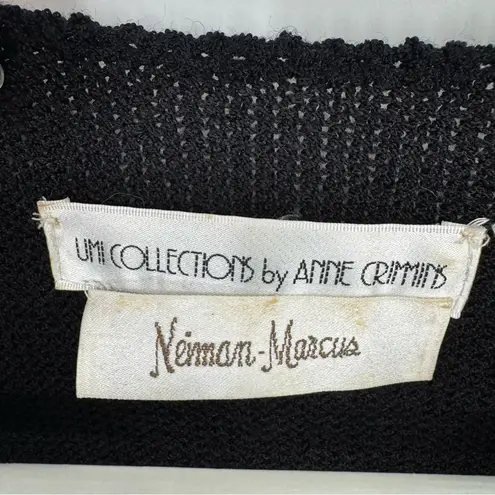 UMI COLLECTIONS by ANNE CRIMMINS
Neiman-Marcus